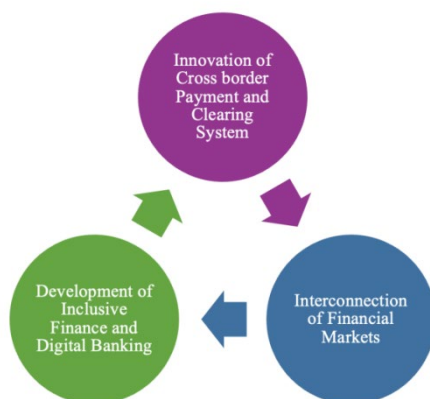 Innovation of
Cross border
Payment and
Clearing
System
Development of
Inclusive
Finance and
Digital Banking
Interconnection
of Financial
Markets